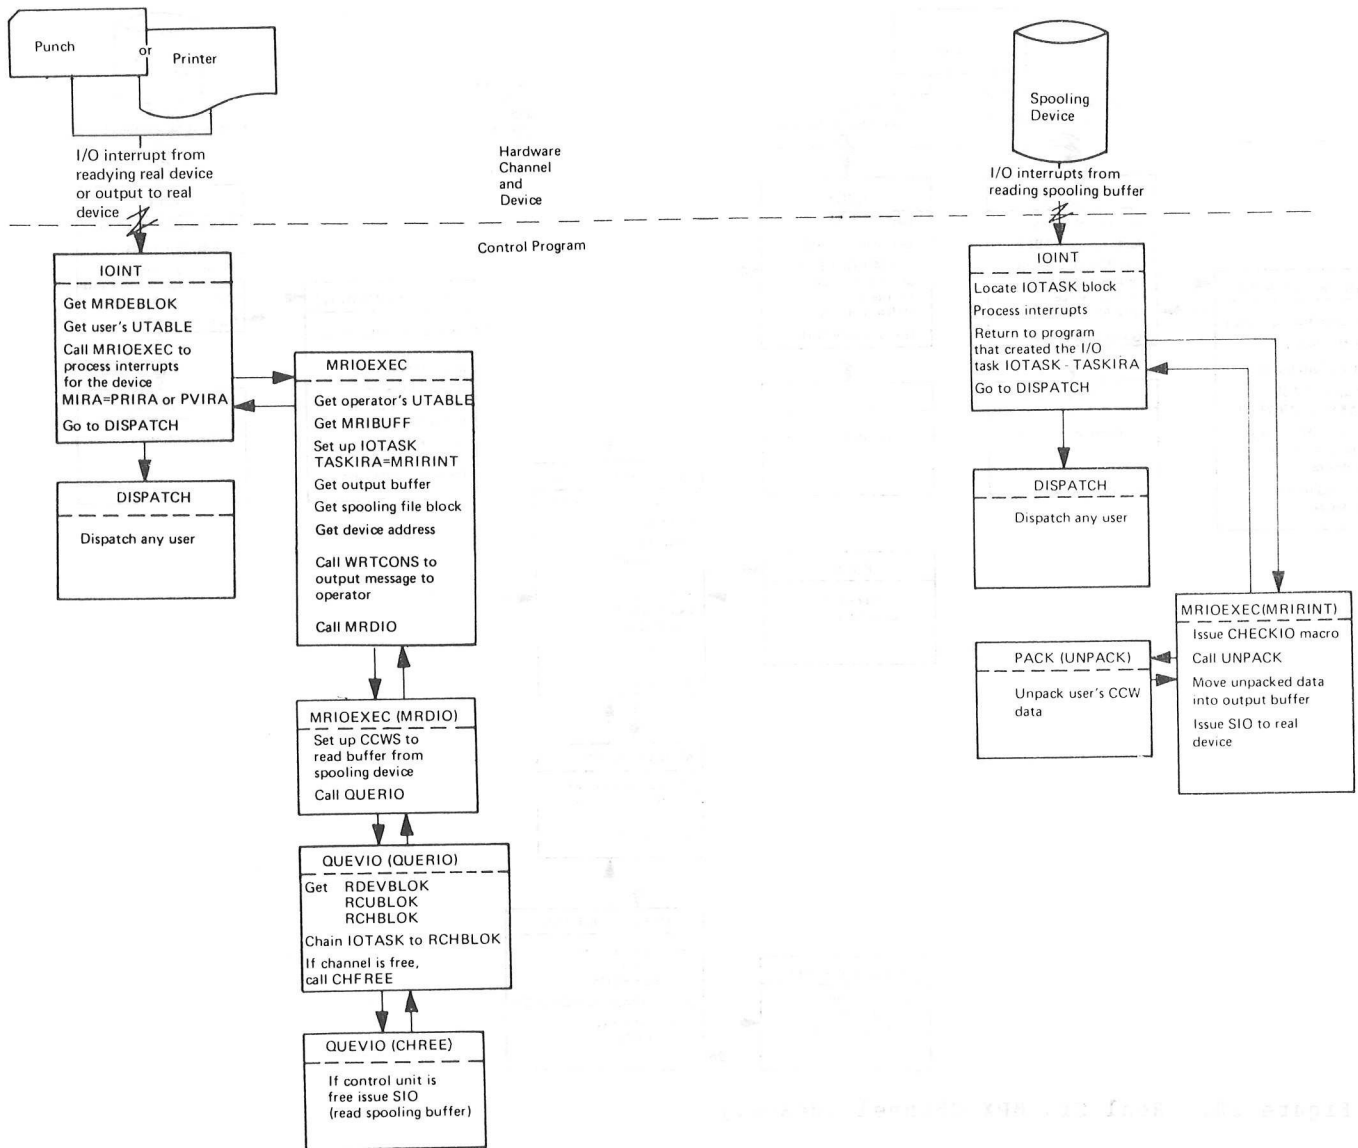 Punch
or
Printer
I/O interrupt from
readying real device
or output to real
device
Hardware
Channel
and
Device
Spooling
Device
I/O interrupts from
reading spooling buffer
Control Program
IOINT
Get MRDEBLOK
Get user's UTABLE
Call MRIOEXEC to
process interrupts
for the device
MIRA=PRIRA or PVIRA
Go to DISPATCH
DISPATCH
Dispatch any user
MRIOEXEC
Get operator's UTABLE
Get MRIBUFF
Set up IOTASK
TASKIRA=MRIRINT
Get output buffer
Get spooling file block
Get device address
Call WRTCONS to
output message to
operator
Call MRDIO
MRIOEXEC (MRDIO)
Set up CCWS to
read buffer from
spooling device
Call QUERIO
QUEVIO (QUERIO)
Get RDEVBLOK
RCUBLOK
RCHBLOK
Chain IOTASK to RCHBLOK
If channel is free,
call CHFREE
QUEVIO (CHREE)
If control unit is
free issue SIO
(read spooling buffer)
IOINT
Locate IOTASK block
Process interrupts
Return to program
that created the I/O
task IOTASK - TASKIRA
Go to DISPATCH
DISPATCH
Dispatch any user
MRIOEXEC(MRIRINT)
Issue CHECKIO macro
Call UNPACK
Move unpacked data
into output buffer
Issue SIO to real
device
PACK (UNPACK)
Unpack user's CCW
data